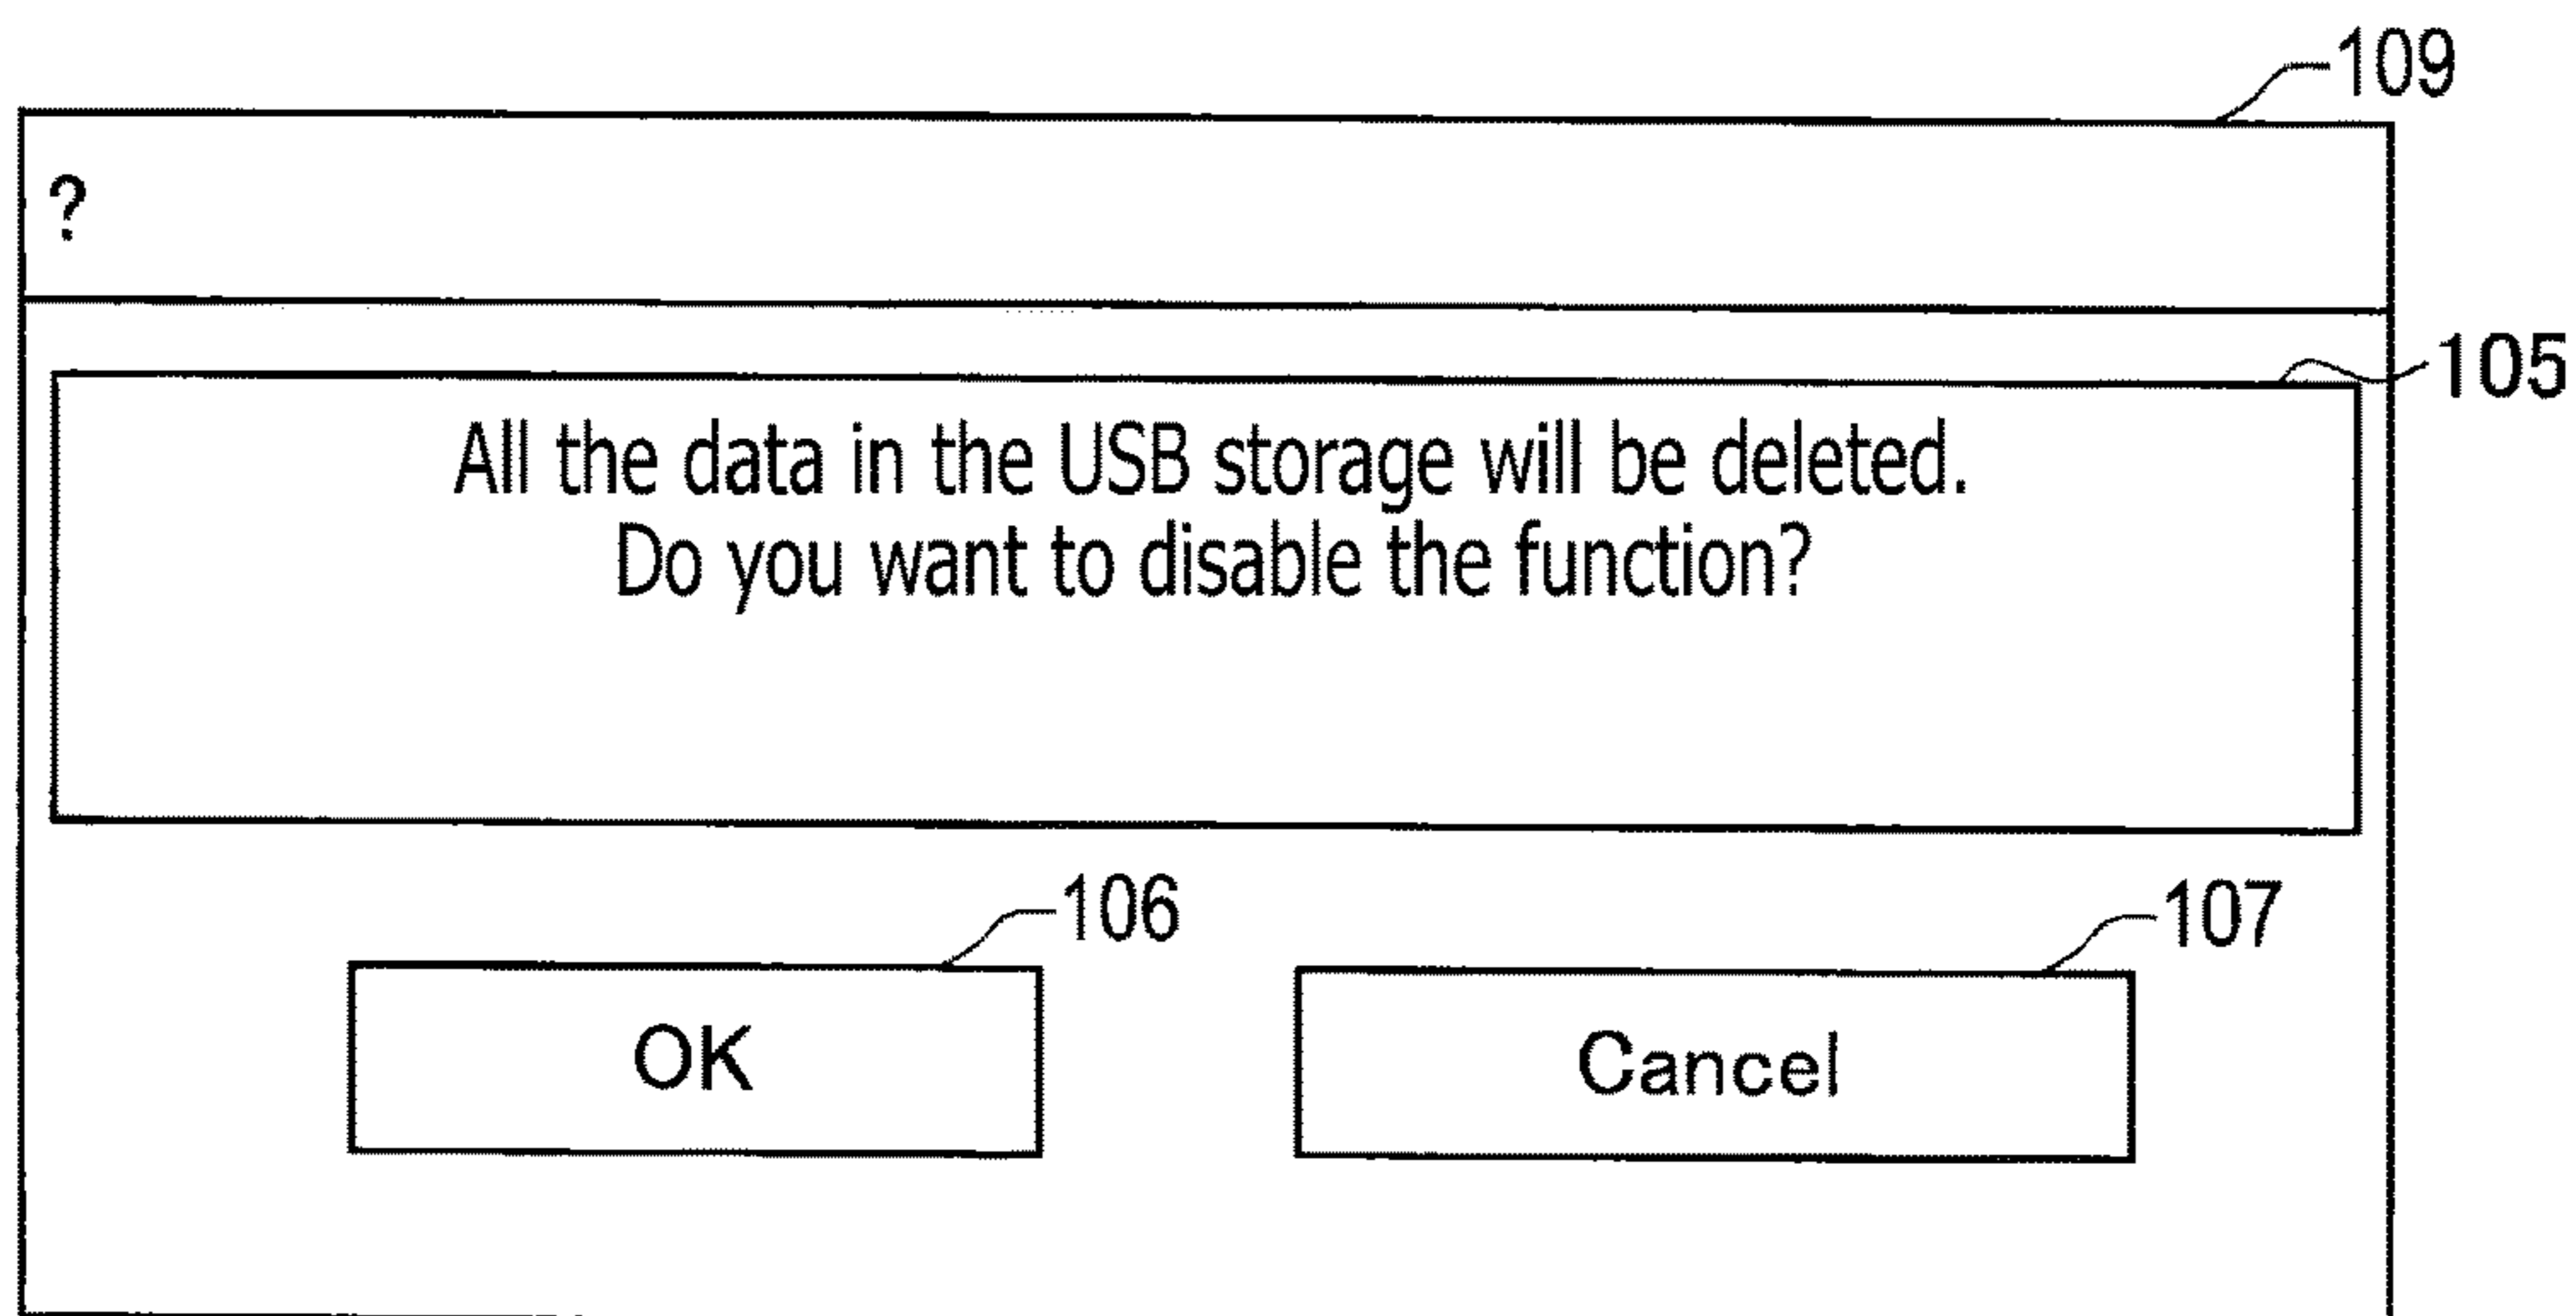 109
?
105
All the data in the USB storage will be deleted.
Do you want to disable the function?
106
107
OK
Cancel